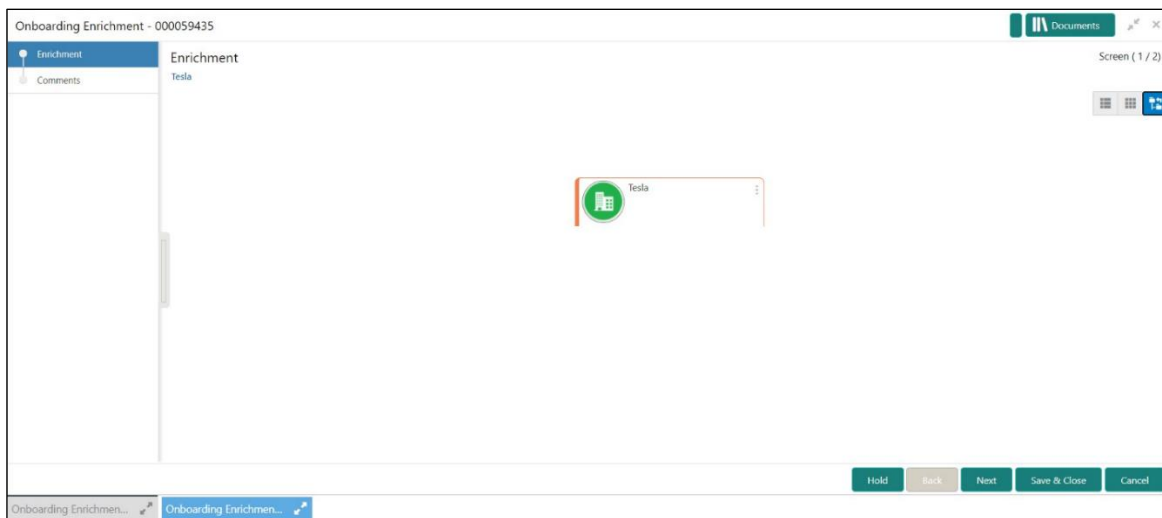 Onboarding Enrichment - 000059435
Documents
Enrichment
Comments
Enrichment
Tesla
Screen ( 1 / 2)
Tesla
Hold
Back
Next
Save & Close
Cancel
Onboarding Enrichmen...
Onboarding Enrichmen...